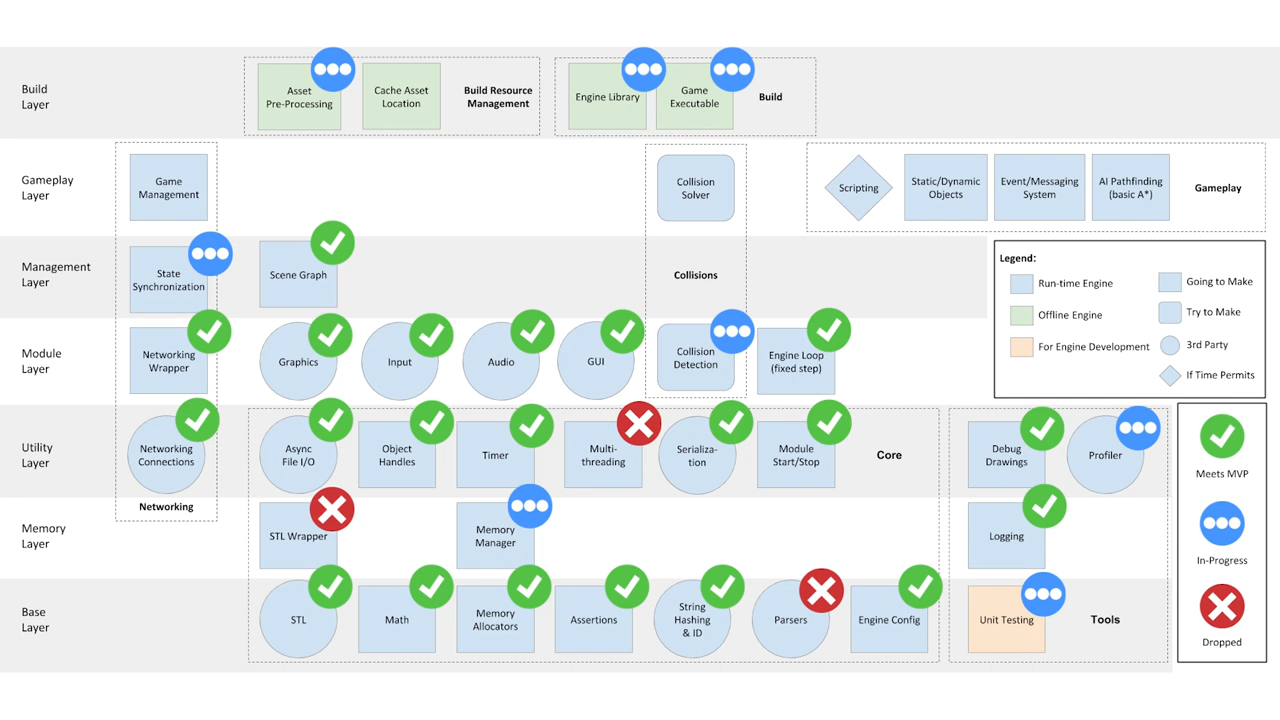 Build
Layer
Asset
Pre-Processing
Cache Asset
Location
Build Resource
Management
Engine Library
Game
Executable
Build
Gameplay
Layer
Game
Management
Collision
Solver
Scripting
Static/Dynamic
Objects
Event/Messaging
System
AI Pathfinding
(basic A*)
Gameplay
Management
Layer
State
Synchronization
Scene Graph
Collisions
Legend:
Run-time Engine
Going to Make
Offline Engine
Try to Make
For Engine Development
3rd Party
If Time Permits
Module
Layer
Networking
Wrapper
Graphics
Input
Audio
GUI
Collision
Detection
Engine Loop
(fixed step)
Utility
Layer
Networking
Connections
Async
File I/O
Object
Handles
Timer
Multi-
threading
Serializa-
tion
Module
Start/Stop
Core
Debug
Drawings
Profiler
Meets MVP
Networking
Memory
Layer
STL Wrapper
Memory
Manager
Logging
In-Progress
Base
Layer
STL
Math
Memory
Allocators
Assertions
String
Hashing
& ID
Parsers
Engine Config
Unit Testing
Tools
Dropped